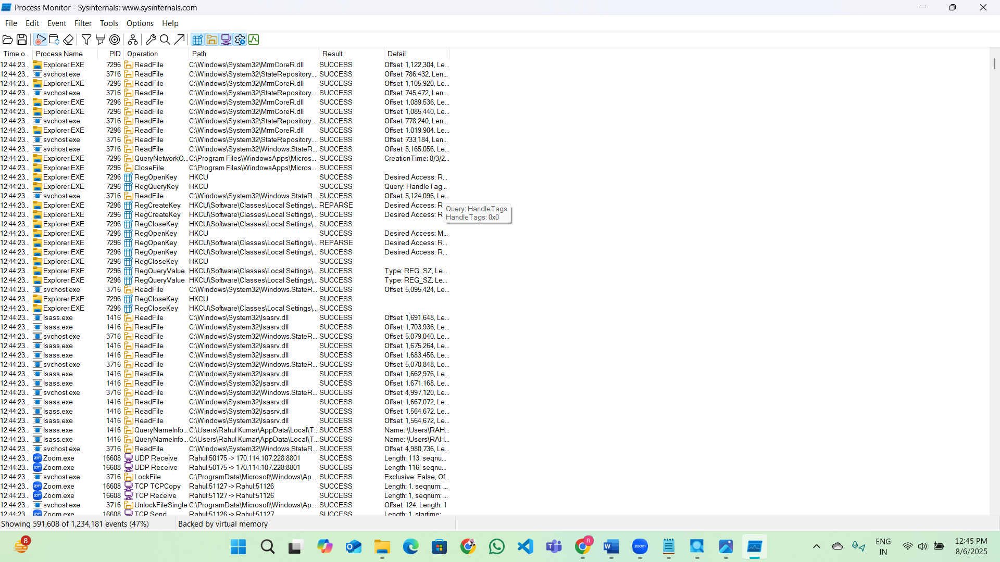 Process Monitor - Sysinternals: www.sysinternals.com
File Edit Event Filter Tools Options Help
Time o... Process Name PID Operation Path Result Detail
12:44:23... Explorer.EXE 7296 ReadFile C:\Windows\System32\MrmCoreR.dll SUCCESS Offset: 1,122,304, Le...
12:44:23... svchost.exe 3716 ReadFile C:\Windows\System32\StateRepository.... SUCCESS Offset: 786,432, Len...
12:44:23... Explorer.EXE 7296 ReadFile C:\Windows\System32\MrmCoreR.dll SUCCESS Offset: 1,105,920, Le...
12:44:23... svchost.exe 3716 ReadFile C:\Windows\System32\StateRepository.... SUCCESS Offset: 745,472, Len...
12:44:23... Explorer.EXE 7296 ReadFile C:\Windows\System32\MrmCoreR.dll SUCCESS Offset: 1,089,536, Le...
12:44:23... Explorer.EXE 7296 ReadFile C:\Windows\System32\MrmCoreR.dll SUCCESS Offset: 1,085,440, Le...
12:44:23... svchost.exe 3716 ReadFile C:\Windows\System32\StateRepository.... SUCCESS Offset: 778,240, Len...
12:44:23... Explorer.EXE 7296 ReadFile C:\Windows\System32\MrmCoreR.dll SUCCESS Offset: 1,019,904, Le...
12:44:23... svchost.exe 3716 ReadFile C:\Windows\System32\StateRepository.... SUCCESS Offset: 733,184, Len...
12:44:23... svchost.exe 3716 ReadFile C:\Windows\System32\Windows.StateR... SUCCESS Offset: 5,165,056, Le...
12:44:23... Explorer.EXE 7296 QueryNetworkO... C:\Program Files\WindowsApps\Micros... SUCCESS CreationTime: 8/3/2...
12:44:23... Explorer.EXE 7296 CloseFile C:\Program Files\WindowsApps\Micros... SUCCESS
12:44:23... Explorer.EXE 7296 RegOpenKey HKCU SUCCESS Desired Access: R...
12:44:23... Explorer.EXE 7296 RegQueryKey HKCU SUCCESS Query: HandleTag...
12:44:23... svchost.exe 3716 ReadFile C:\Windows\System32\Windows.StateR... SUCCESS Offset: 5,124,096, Le...
12:44:23... Explorer.EXE 7296 RegCreateKey HKCU\Software\Classes\Local Settings\... REPARSE Desired Access: R
Query: HandleTags
12:44:23... Explorer.EXE 7296 RegCreateKey HKCU\Software\Classes\Local Settings\... SUCCESS Desired Access: R
HandleTags: 0x0
12:44:23... Explorer.EXE 7296 RegCloseKey HKCU\Software\Classes\Local Settings\... SUCCESS
12:44:23... Explorer.EXE 7296 RegOpenKey HKCU SUCCESS Desired Access: M...
12:44:23... Explorer.EXE 7296 RegOpenKey HKCU\Software\Classes\Local Settings\... REPARSE Desired Access: R...
12:44:23... Explorer.EXE 7296 RegOpenKey HKCU\Software\Classes\Local Settings\... SUCCESS Desired Access: R...
12:44:23... Explorer.EXE 7296 RegCloseKey HKCU SUCCESS
12:44:23... Explorer.EXE 7296 RegQueryValue HKCU\Software\Classes\Local Settings\... SUCCESS Type: REG_SZ, Le...
12:44:23... Explorer.EXE 7296 RegQueryValue HKCU\Software\Classes\Local Settings\... SUCCESS Type: REG_SZ, Le...
12:44:23... svchost.exe 3716 ReadFile C:\Windows\System32\Windows.StateR... SUCCESS Offset: 5,095,424, Le...
12:44:23... Explorer.EXE 7296 RegCloseKey HKCU SUCCESS
12:44:23... Explorer.EXE 7296 RegCloseKey HKCU\Software\Classes\Local Settings\... SUCCESS
12:44:23... lsass.exe 1416 ReadFile C:\Windows\System32\lsasrv.dll SUCCESS Offset: 1,691,648, Le...
12:44:23... lsass.exe 1416 ReadFile C:\Windows\System32\lsasrv.dll SUCCESS Offset: 1,703,936, Le...
12:44:23... svchost.exe 3716 ReadFile C:\Windows\System32\Windows.StateR... SUCCESS Offset: 5,079,040, Le...
12:44:23... lsass.exe 1416 ReadFile C:\Windows\System32\lsasrv.dll SUCCESS Offset: 1,675,264, Le...
12:44:23... lsass.exe 1416 ReadFile C:\Windows\System32\lsasrv.dll SUCCESS Offset: 1,683,456, Le...
12:44:23... svchost.exe 3716 ReadFile C:\Windows\System32\Windows.StateR... SUCCESS Offset: 5,070,848, Le...
12:44:23... lsass.exe 1416 ReadFile C:\Windows\System32\lsasrv.dll SUCCESS Offset: 1,662,976, Le...
12:44:23... lsass.exe 1416 ReadFile C:\Windows\System32\lsasrv.dll SUCCESS Offset: 1,671,168, Le...
12:44:23... svchost.exe 3716 ReadFile C:\Windows\System32\Windows.StateR... SUCCESS Offset: 4,997,120, Le...
12:44:23... lsass.exe 1416 ReadFile C:\Windows\System32\lsasrv.dll SUCCESS Offset: 1,667,072, Le...
12:44:23... lsass.exe 1416 ReadFile C:\Windows\System32\lsasrv.dll SUCCESS Offset: 1,564,672, Le...
12:44:23... lsass.exe 1416 ReadFile C:\Windows\System32\lsasrv.dll SUCCESS Offset: 1,564,672, Le...
12:44:23... lsass.exe 1416 QueryNameInfo... C:\Users\Rahul Kumar\AppData\Local\T... SUCCESS Name: \Users\RAH...
12:44:23... lsass.exe 1416 QueryNameInfo... C:\Users\Rahul Kumar\AppData\Local\T... SUCCESS Name: \Users\RAH...
12:44:23... svchost.exe 3716 ReadFile C:\Windows\System32\Windows.StateR... SUCCESS Offset: 4,980,736, Le...
12:44:23... Zoom.exe 16608 UDP Receive Rahul:50175 -> 170.114.107.228:8801 SUCCESS Length: 113, seqnu...
12:44:23... Zoom.exe 16608 UDP Receive Rahul:50175 -> 170.114.107.228:8801 SUCCESS Length: 116, seqnu...
12:44:23... svchost.exe 3716 LockFile C:\ProgramData\Microsoft\Windows\Ap... SUCCESS Exclusive: False, Of...
12:44:23... Zoom.exe 16608 TCP TCPCopy Rahul:51127 -> Rahul:51126 SUCCESS Length: 1, seqnum: ...
12:44:23... Zoom.exe 16608 TCP Receive Rahul:51127 -> Rahul:51126 SUCCESS Length: 1, seqnum: ...
12:44:23... svchost.exe 3716 UnlockFileSingle C:\ProgramData\Microsoft\Windows\Ap... SUCCESS Offset: 124, Length: 1
12:44:23... Zoom.exe 16608 TCP Send Rahul:51126 -> Rahul:51127 SUCCESS Length: 1, startime:
Showing 591,608 of 1,234,181 events (47%) Backed by virtual memory
8
R
zoom
ENG
IN
12:45 PM
8/6/2025